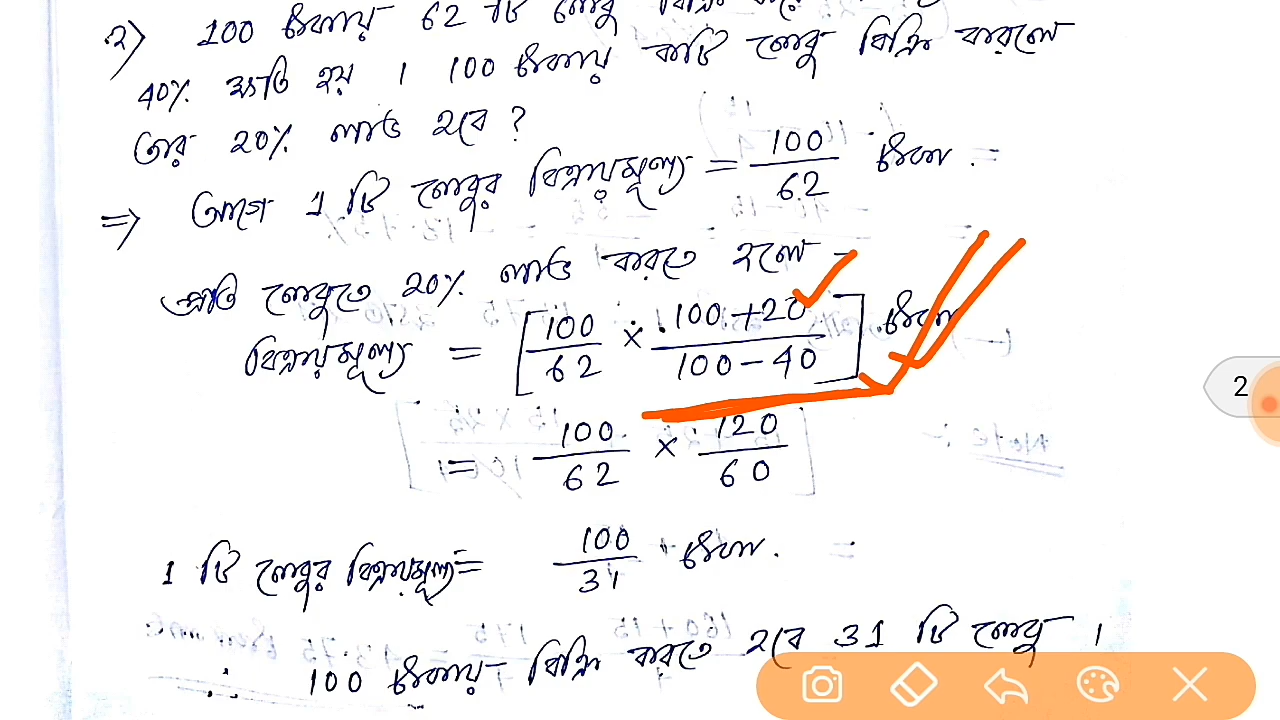 2) 100 টাকায় 62 টি লেবু বিক্রি করে
40% ক্ষতি হয় । 100 টাকায় কটি লেবু বিক্রি করলে
তার 20% লাভ হবে ?
=> আগে 1 টি লেবুর বিক্রয়মূল্য = 100/62 টাকা .
প্রতি লেবুতে 20% লাভ করতে হলে -
বিক্রয়মূল্য = [100/62 × 100+20/100-40] টাকা
= 100/62 × 120/60
1 টি লেবুর বিক্রয়মূল্য = 100/31 টাকা .
∴ 100 টাকায় বিক্রি করতে হবে 31 টি লেবু ।
2